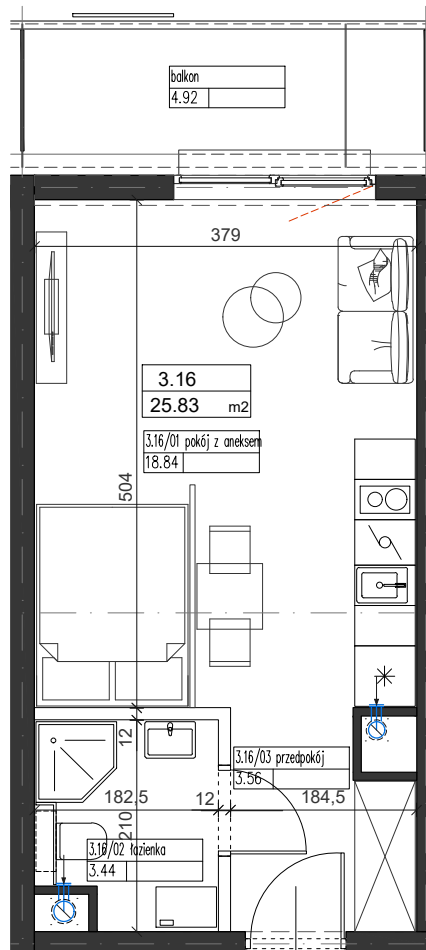 balkon
4.92
379
3.16
25.83 m2
3.16/01 pokój z aneksem
18.84
504
12
3.16/03 przedpokój
3.56
182,5
12
184,5
210
3.16/02 łazienka
3.44